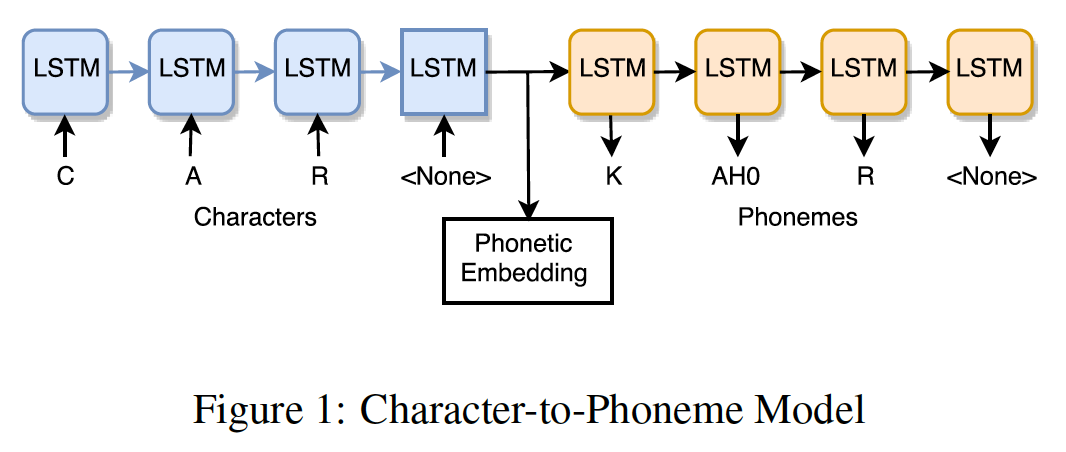 LSTM LSTM LSTM LSTM LSTM LSTM LSTM LSTM
C A R <None> K AH0 R <None>
Characters Phonemes
Phonetic
Embedding
Figure 1: Character-to-Phoneme Model